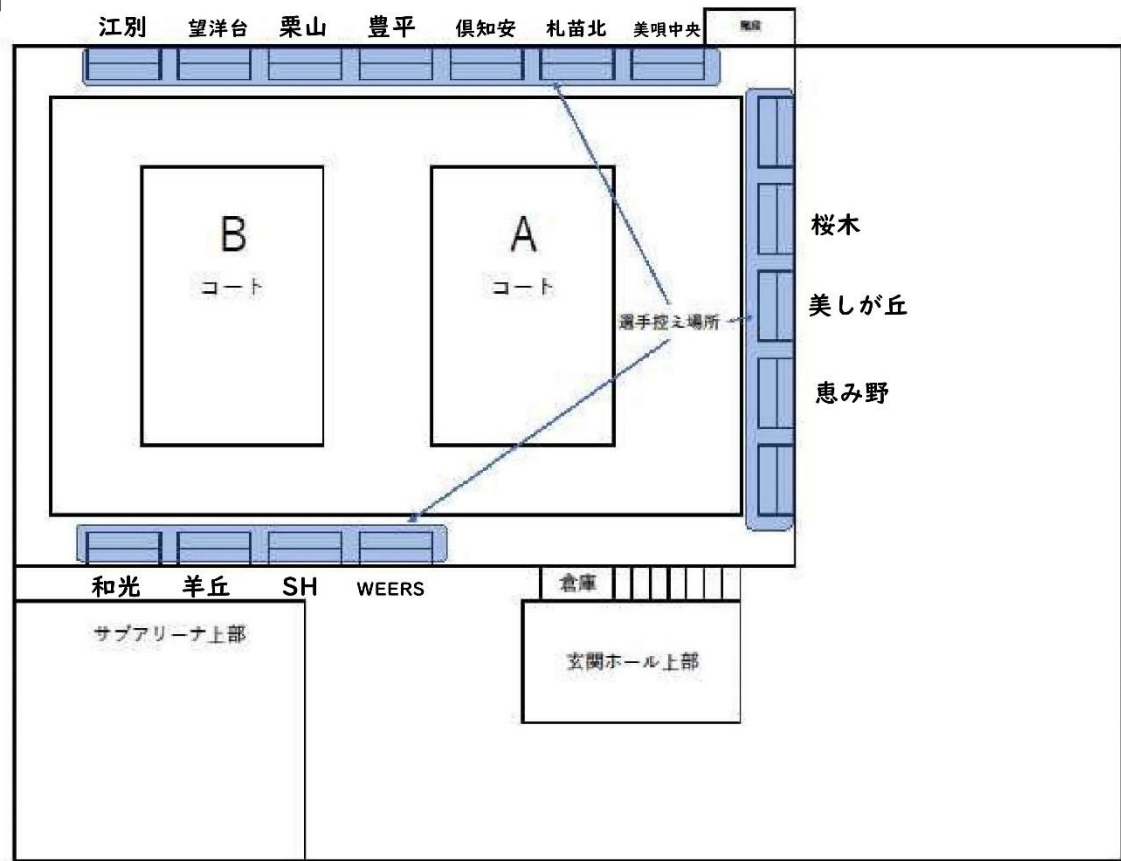 江別 望洋台 栗山 豊平 倶知安 札苗北 美唄中央
階段
B
コート
A
コート
選手控え場所
桜木
美しが丘
恵み野
和光 羊丘 SH WEERS
倉庫
サブアリーナ上部
玄関ホール上部